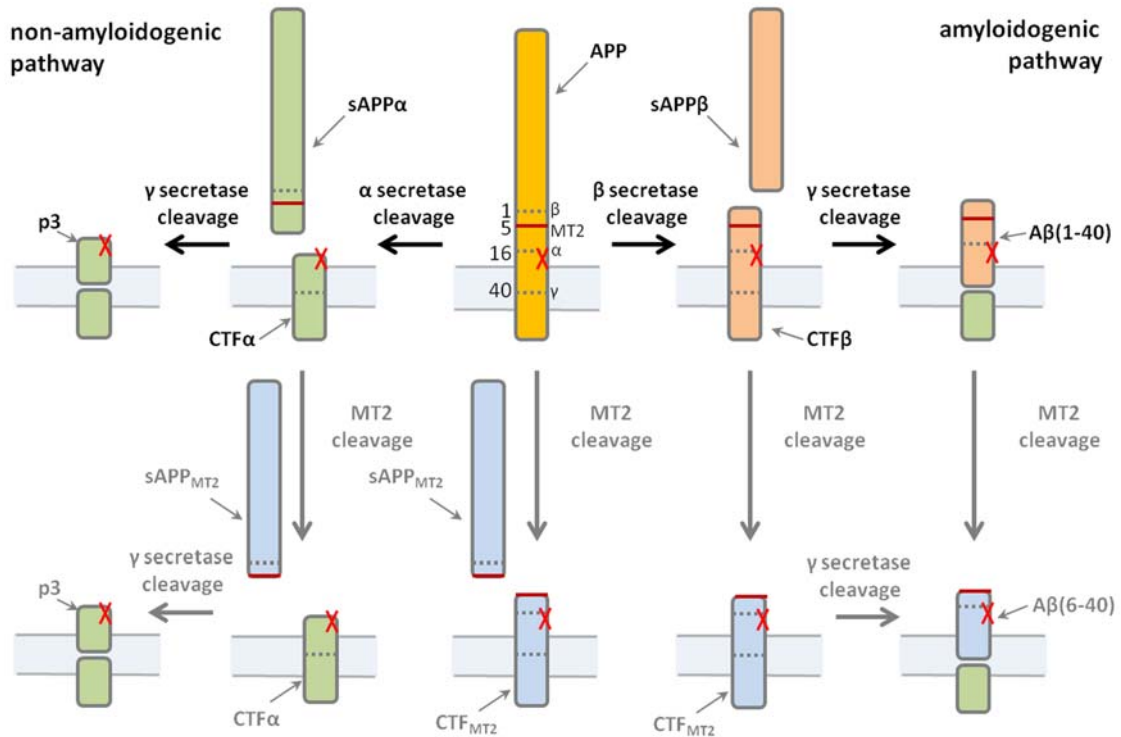 non-amyloidogenic
pathway
amyloidogenic
pathway
APP
sAPPα
sAPPβ
γ secretase
cleavage
α secretase
cleavage
β secretase
cleavage
γ secretase
cleavage
p3
1
β
5
MT2
16
α
40
γ
Aβ(1-40)
CTFα
CTFβ
MT2
cleavage
MT2
cleavage
MT2
cleavage
MT2
cleavage
sAPPMT2
sAPPMT2
γ secretase
cleavage
γ secretase
cleavage
p3
Aβ(6-40)
CTFα
CTFMT2
CTFMT2